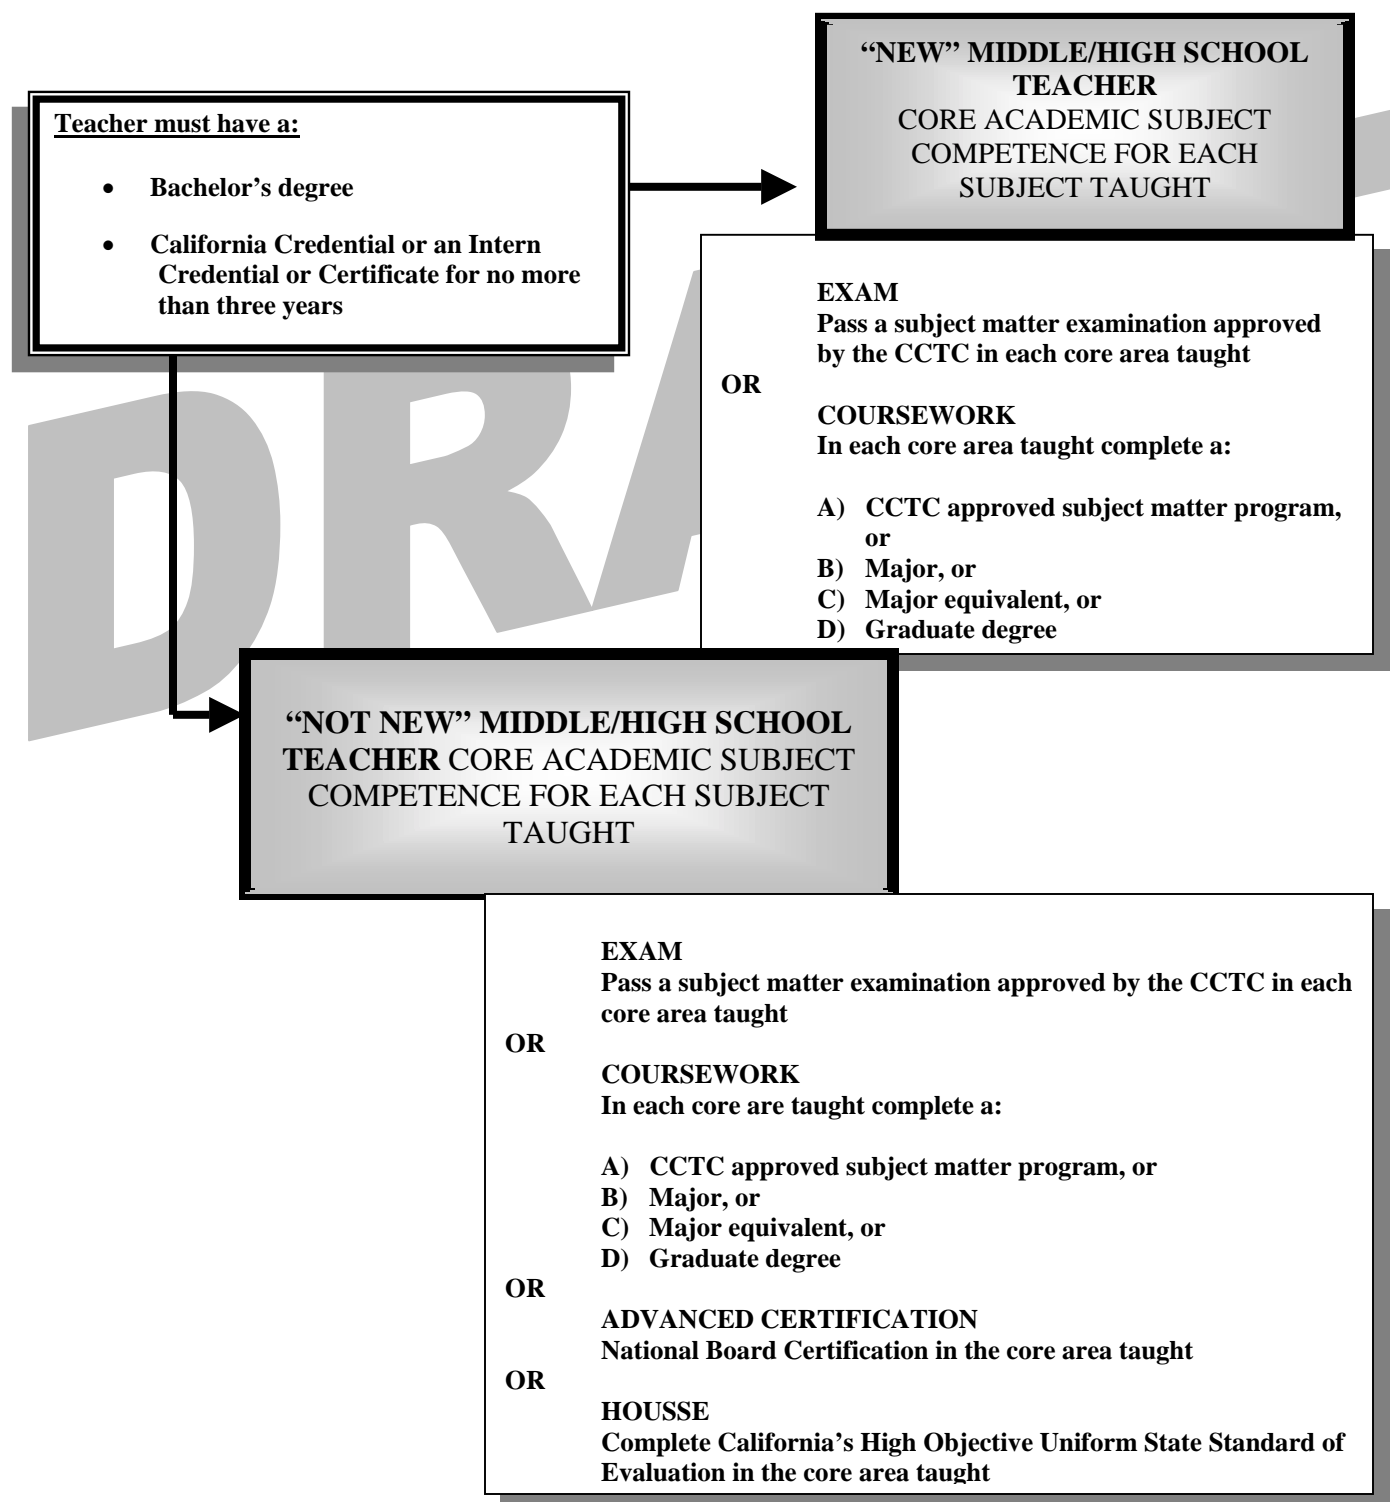 “NEW” MIDDLE/HIGH SCHOOL
TEACHER
CORE ACADEMIC SUBJECT
COMPETENCE FOR EACH
SUBJECT TAUGHT
Teacher must have a:
• Bachelor’s degree
• California Credential or an Intern
Credential or Certificate for no more
than three years
EXAM
Pass a subject matter examination approved
by the CCTC in each core area taught
OR
COURSEWORK
In each core area taught complete a:
A) CCTC approved subject matter program,
or
B) Major, or
C) Major equivalent, or
D) Graduate degree
DRA
“NOT NEW” MIDDLE/HIGH SCHOOL
TEACHER CORE ACADEMIC SUBJECT
COMPETENCE FOR EACH SUBJECT
TAUGHT
EXAM
Pass a subject matter examination approved by the CCTC in each
core area taught
OR
COURSEWORK
In each core are taught complete a:
A) CCTC approved subject matter program, or
B) Major, or
C) Major equivalent, or
D) Graduate degree
OR
ADVANCED CERTIFICATION
National Board Certification in the core area taught
OR
HOUSSE
Complete California’s High Objective Uniform State Standard of
Evaluation in the core area taught